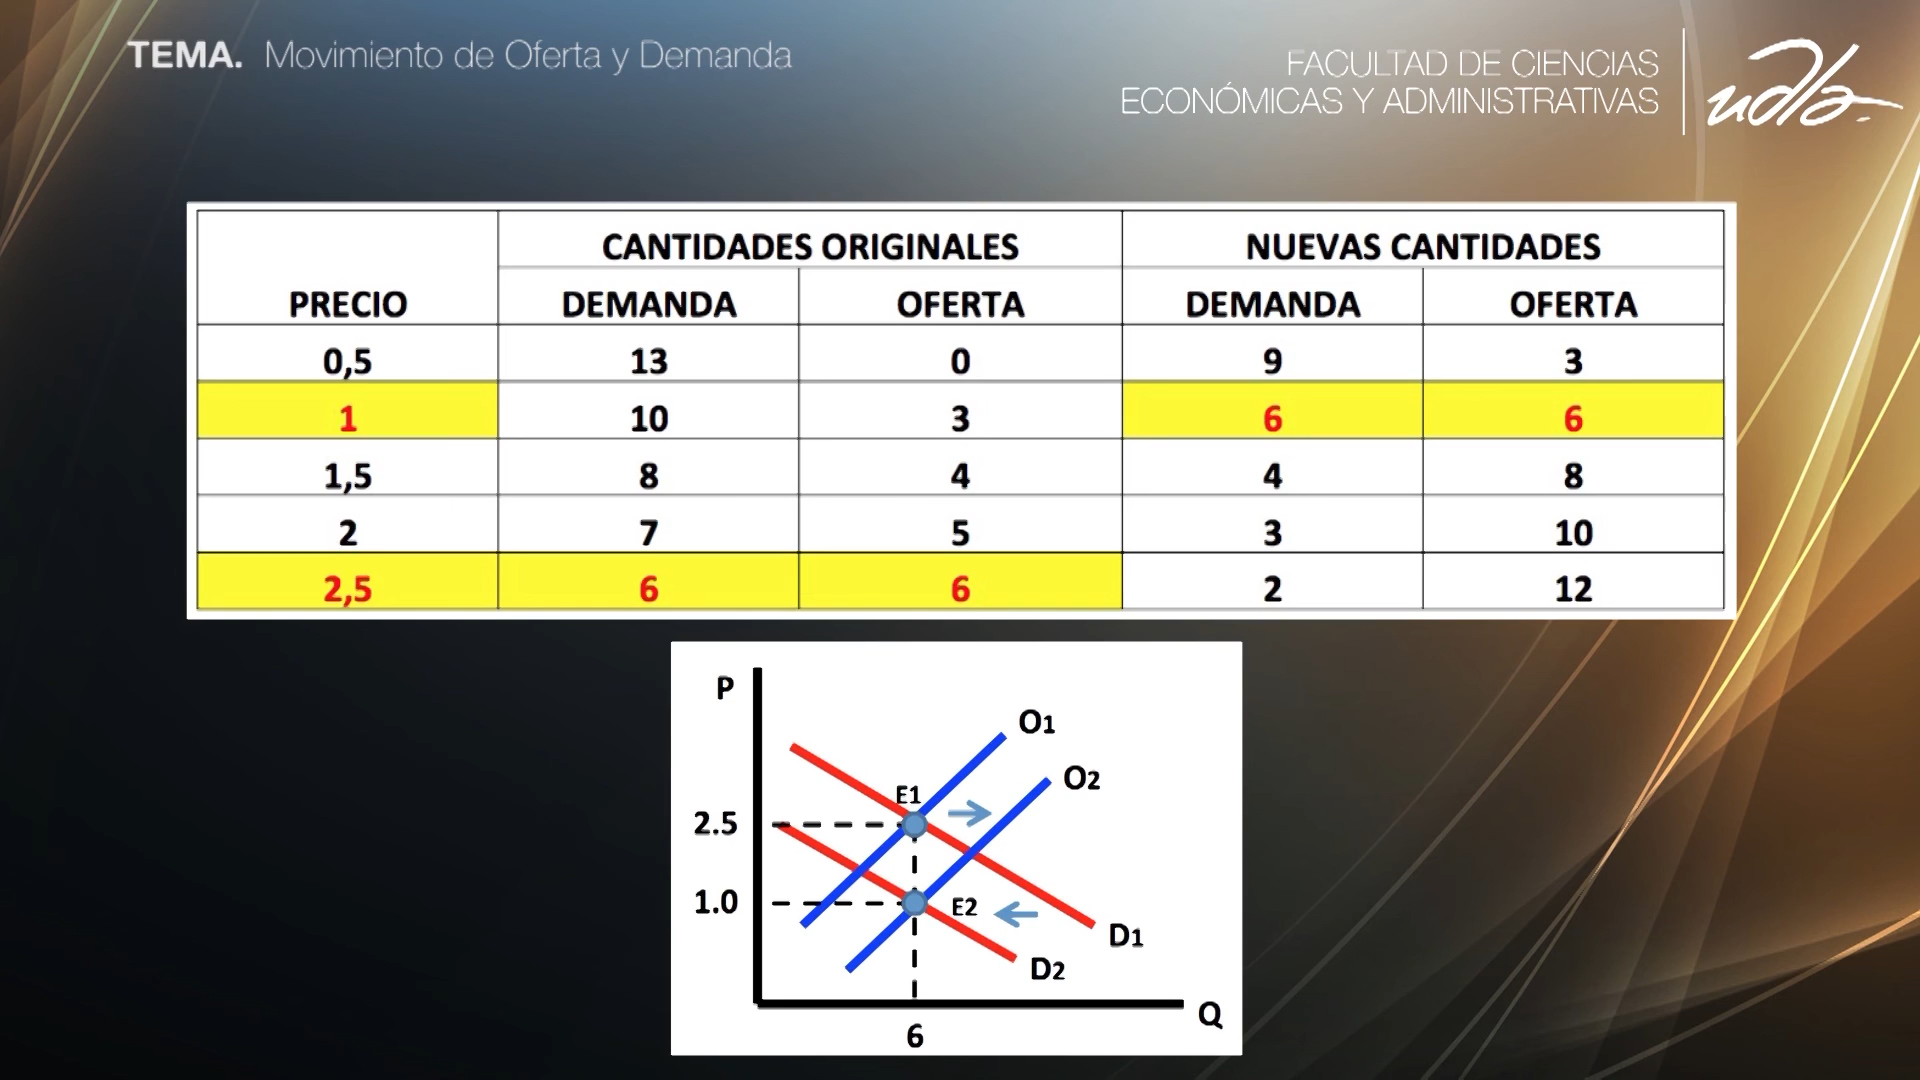 TEMA. Movimiento de Oferta y Demanda
FACULTAD DE CIENCIAS
ECONÓMICAS Y ADMINISTRATIVAS
udla.
CANTIDADES ORIGINALES NUEVAS CANTIDADES
PRECIO DEMANDA OFERTA DEMANDA OFERTA
0,5 13 0 9 3
1 10 3 6 6
1,5 8 4 4 8
2 7 5 3 10
2,5 6 6 2 12
P
O1
O2
E1
2.5
1.0
E2
D1
D2
Q
6